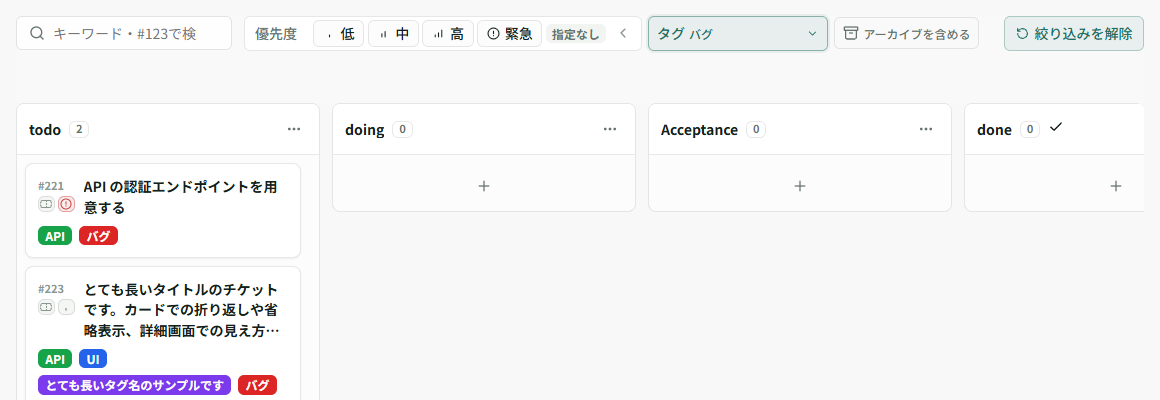 キーワード・#123で検
優先度 低 中 高 緊急 指定なし
タグ バグ
アーカイブを含める
絞り込みを解除
todo 2
#221
API の認証エンドポイントを用
意する
API バグ
#223
とても長いタイトルのチケット
です。カードでの折り返しや省
略表示、詳細画面での見え方…
API UI
とても長いタグ名のサンプルです バグ
doing 0
Acceptance 0
done 0